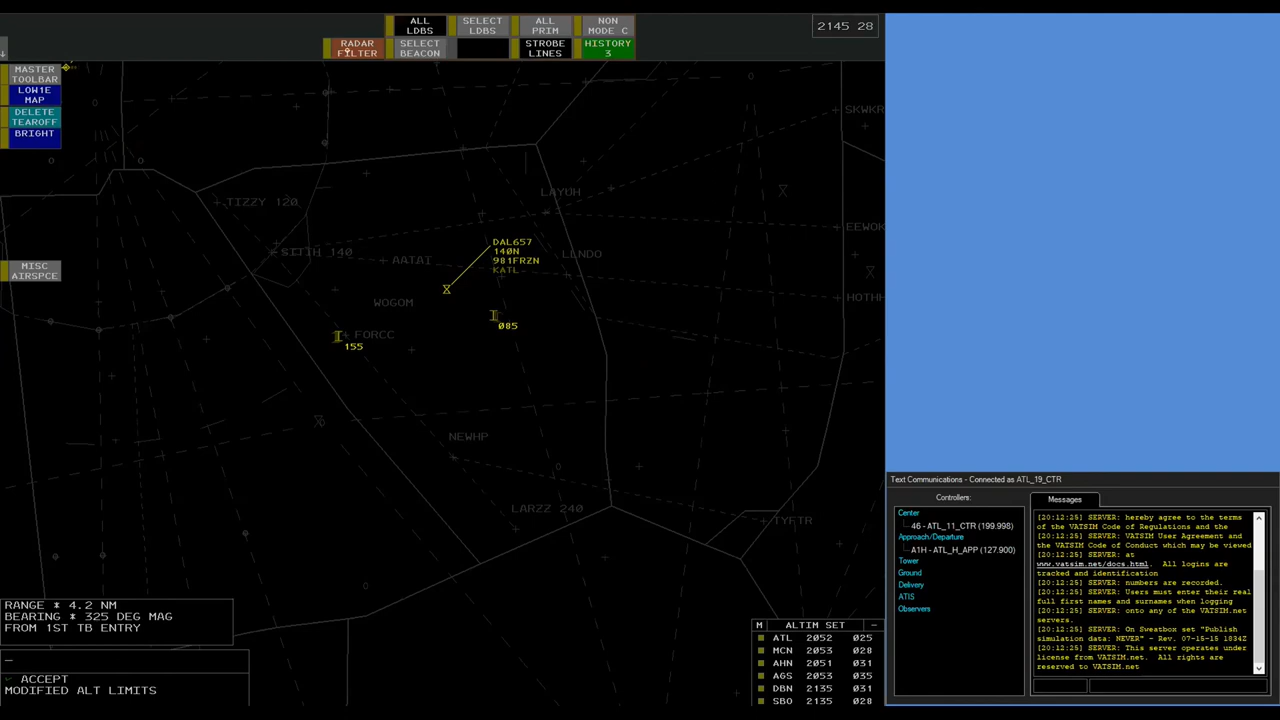 ALL
LDBS
SELECT
LDBS
ALL
PRIM
NON
MODE C
2145 28
RADAR
FILTER
SELECT
BEACON
STROBE
LINES
HISTORY
3
MASTER
TOOLBAR
LOW1E
MAP
DELETE
TEAROFF
BRIGHT
MISC
AIRSPCE
SKWKR
LAYUH
TIZZY 120
EEWOK
DAL657
140N
981FRZN
KATL
SITTH 140
AATAT
LLNDO
WOGOM
HOTHH
085
FORCC
155
NEWHP
LARZZ 240
TYFTR
RANGE * 4.2 NM
BEARING * 325 DEG MAG
FROM 1ST TB ENTRY
ACCEPT
MODIFIED ALT LIMITS
M ALTIM SET –
ATL 2052 025
MCN 2053 028
AHN 2051 031
AGS 2053 035
DBN 2135 031
SBO 2135 028
Text Communications - Connected as ATL_19_CTR
Controllers:
Center
46 - ATL_11_CTR (199.998)
Approach/Departure
A1H - ATL_H_APP (127.900)
Tower
Ground
Delivery
ATIS
Observers
Messages
[20:12:25] SERVER: hereby agree to the terms
of the VATSIM Code of Regulations and the
[20:12:25] SERVER: VATSIM User Agreement and
the VATSIM Code of Conduct which may be viewed
[20:12:25] SERVER: at
www.vatsim.net/docs.html. All logins are
tracked and identification
[20:12:25] SERVER: numbers are recorded.
[20:12:25] SERVER: Users must enter their real
full first names and surnames when logging
[20:12:25] SERVER: onto any of the VATSIM.net
servers.
[20:12:25] SERVER: On Sweatbox set "Publish
simulation data: NEVER" - Rev. 07-15-15 1834Z
[20:12:25] SERVER: This server operates under
license from VATSIM.net. All rights are
reserved to VATSIM.net